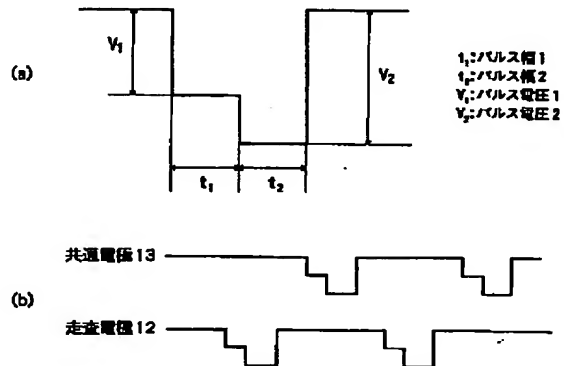 (a)
V₁
V₂
t₁
t₂
t₁:パルス幅1
t₂:パルス幅2
V₁:パルス電圧1
V₂:パルス電圧2
(b)
共通電極13
走査電極12